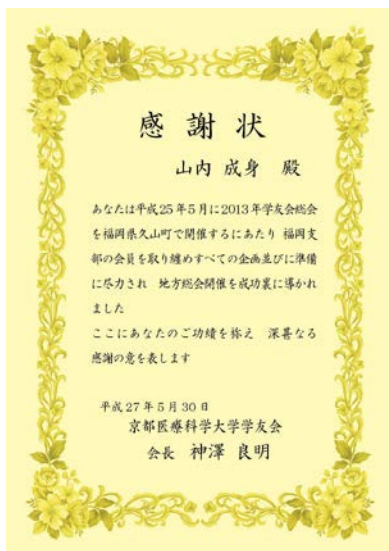 感謝状
山内 成身 殿
あなたは平成25年5月に2013年学友会総会
を福岡県久山町で開催するにあたり 福岡支
部の会員を取り纏めすべての企画並びに準備
に尽力され 地方総会開催を成功裏に導かれ
ました
ここにあなたのご功績を称え 深甚なる
感謝の意を表します
平成27年5月30日
京都医療科学大学学友会
会長 神澤 良明